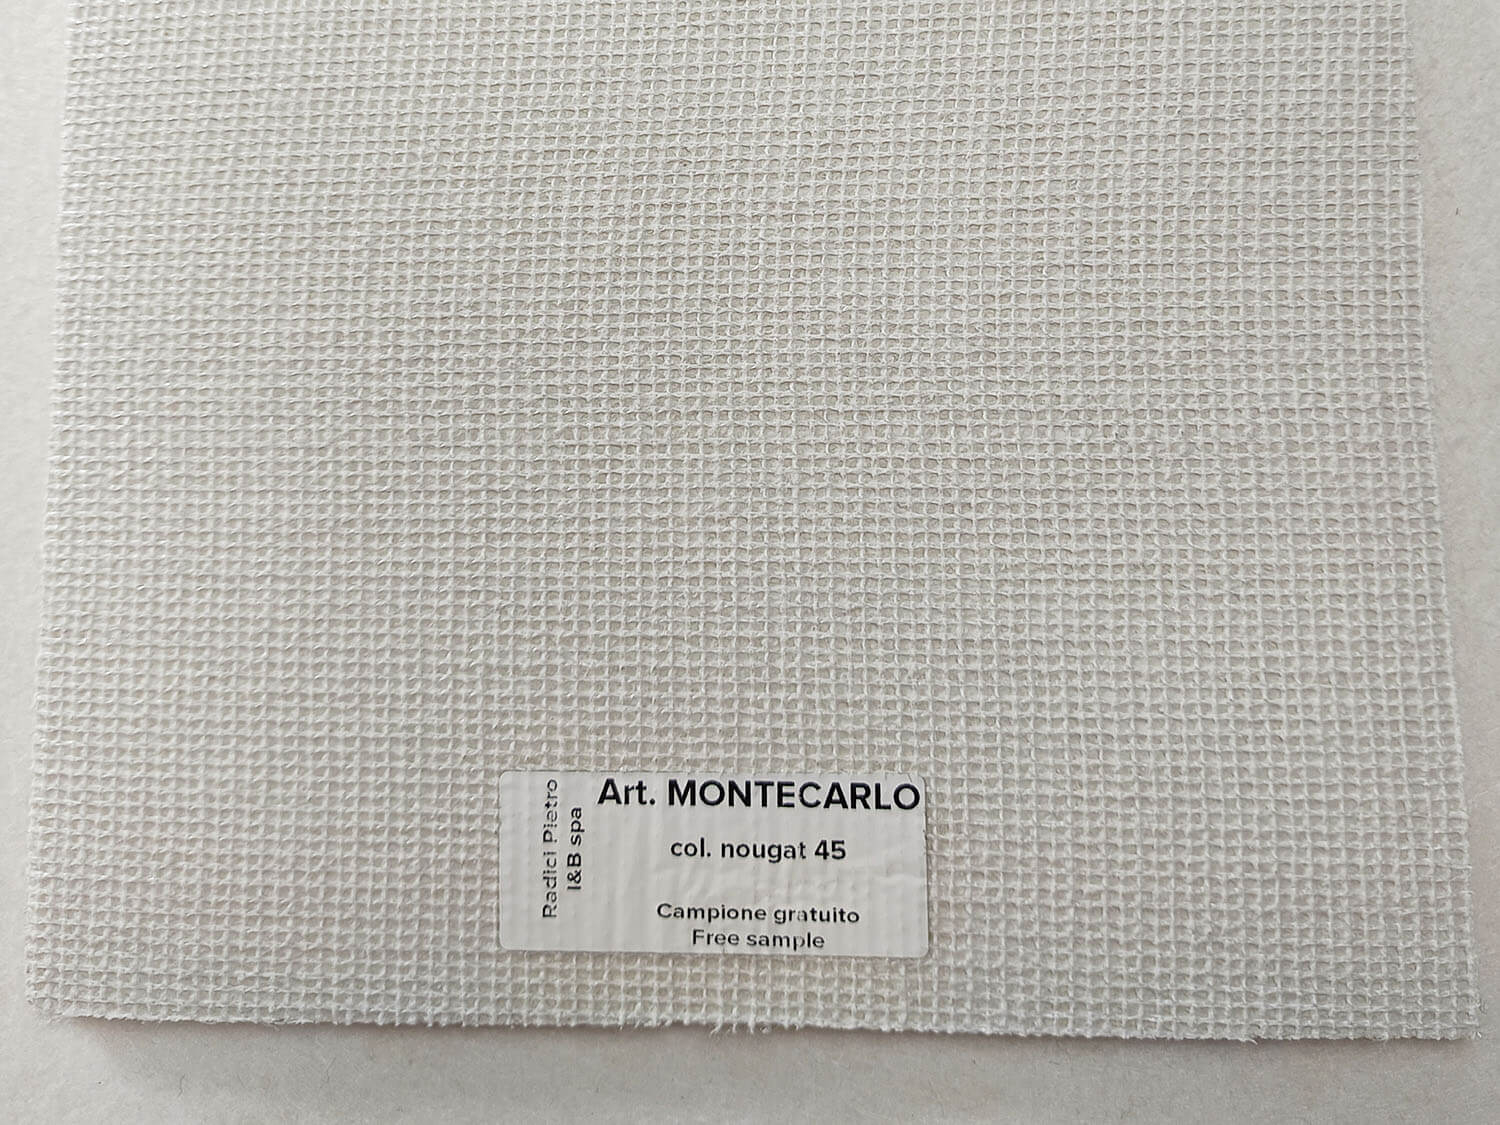 Radici Pietro
I&B spa
Art. MONTECARLO
col. nougat 45
Campione gratuito
Free sample